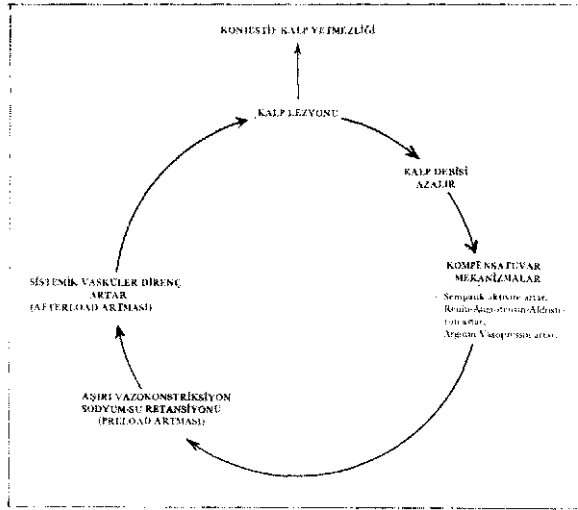 KONJESTİF KALP YETMEZLİĞİ
KALP LEZYONU
KALP DEBİSİ
AZALIR
KOMPENSATUVAR
MEKANİZMALAR
- Sempatik aktivite artar,
Renin-Angiotensin-Aldoste-
ron artar,
Arginin Vasopressor artar.
AŞIRI VAZOKONSTRİKSİYON
SODYUM-SU RETANSİYONU
(PRELOAD ARTMASI)
SİSTEMİK VASKÜLER DİRENÇ
ARTAR
(AFTERLOAD ARTMASI)